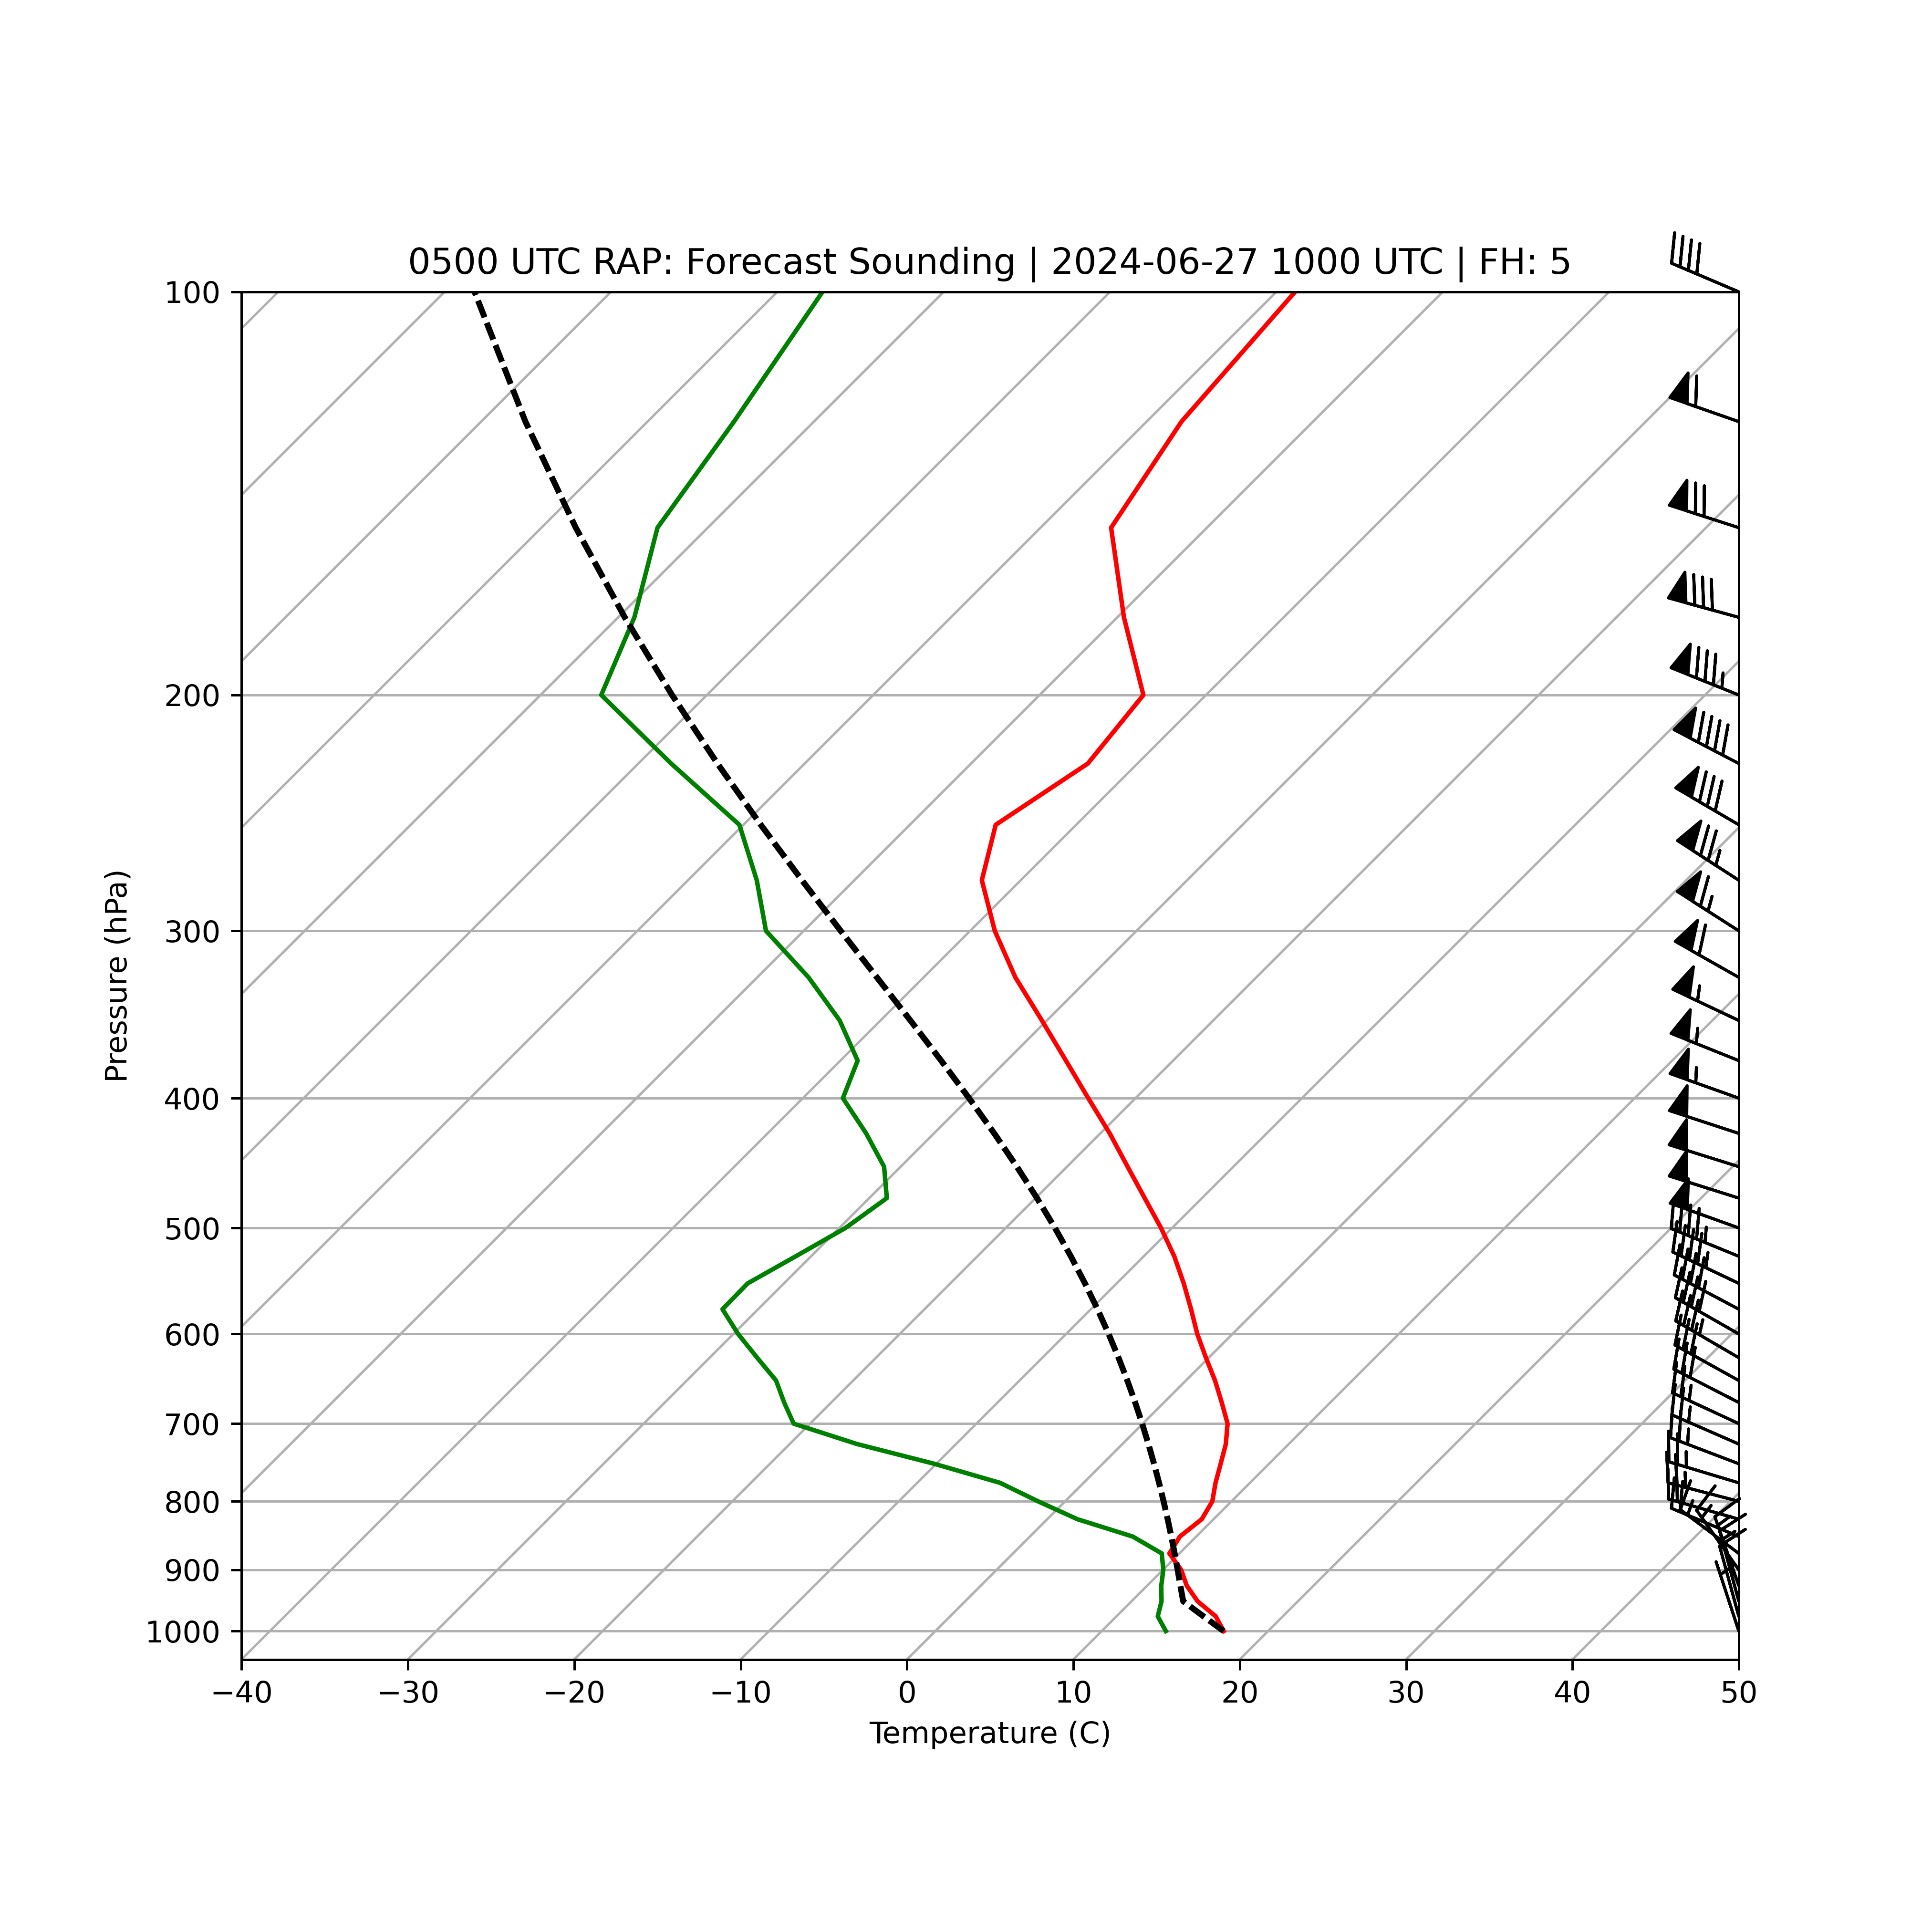 0500 UTC RAP: Forecast Sounding | 2024-06-27 1000 UTC | FH: 5
100
200
300
400
500
600
700
800
900
1000
Pressure (hPa)
−40 −30 −20 −10 0 10 20 30 40 50
Temperature (C)